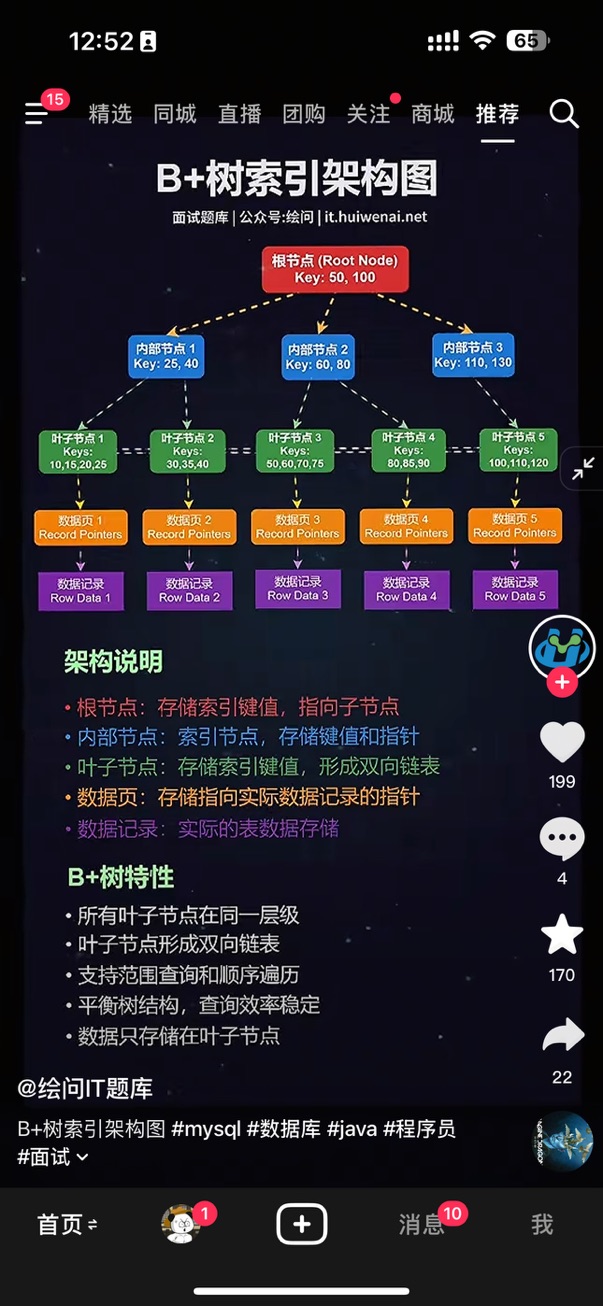 12:52
65
15
精选 同城 直播 团购 关注 商城 推荐
B+树索引架构图
面试题库 | 公众号:绘问 | it.huiwenai.net
根节点 (Root Node)
Key: 50, 100
内部节点 1
Key: 25, 40
内部节点 2
Key: 60, 80
内部节点 3
Key: 110, 130
叶子节点 1
Keys:
10,15,20,25
叶子节点 2
Keys:
30,35,40
叶子节点 3
Keys:
50,60,70,75
叶子节点 4
Keys:
80,85,90
叶子节点 5
Keys:
100,110,120
数据页 1
Record Pointers
数据页 2
Record Pointers
数据页 3
Record Pointers
数据页 4
Record Pointers
数据页 5
Record Pointers
数据记录
Row Data 1
数据记录
Row Data 2
数据记录
Row Data 3
数据记录
Row Data 4
数据记录
Row Data 5
架构说明
• 根节点：存储索引键值，指向子节点
• 内部节点：索引节点，存储键值和指针
• 叶子节点：存储索引键值，形成双向链表
• 数据页：存储指向实际数据记录的指针
• 数据记录：实际的表数据存储
199
4
B+树特性
• 所有叶子节点在同一层级
• 叶子节点形成双向链表
• 支持范围查询和顺序遍历
• 平衡树结构，查询效率稳定
• 数据只存储在叶子节点
170
22
@绘问IT题库
B+树索引架构图 #mysql #数据库 #java #程序员
#面试
首页 1 消息 10 我